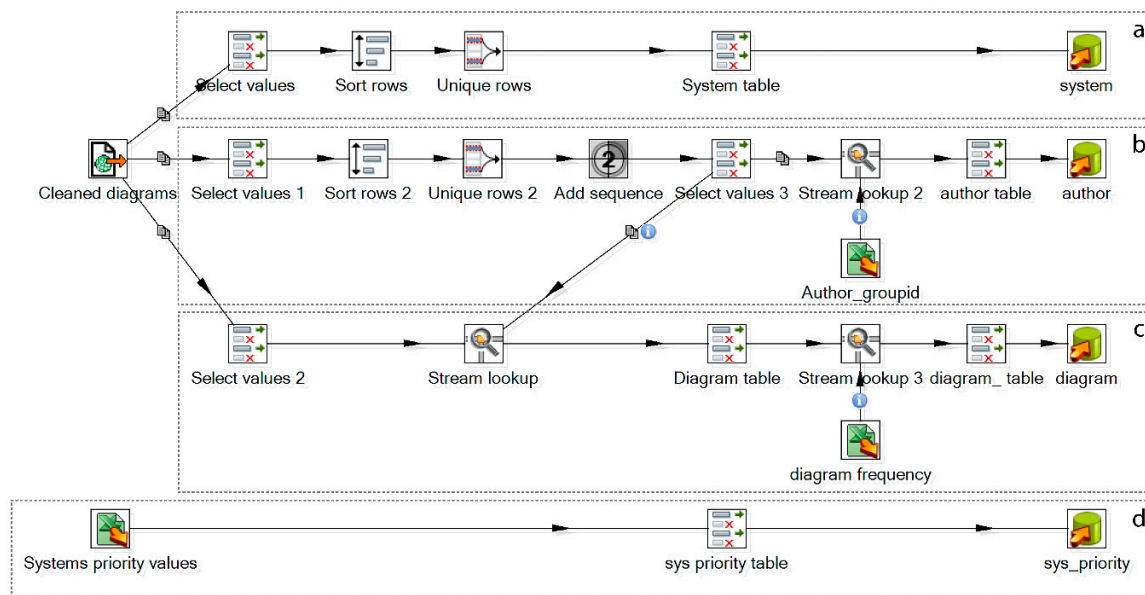 a
Select values Sort rows Unique rows System table system
b
Cleaned diagrams Select values 1 Sort rows 2 Unique rows 2 2 Add sequence Select values 3 Stream lookup 2 author table author
Author_groupid
c
Select values 2 Stream lookup Diagram table Stream lookup 3 diagram_ table diagram
diagram frequency
d
Systems priority values sys priority table sys_priority